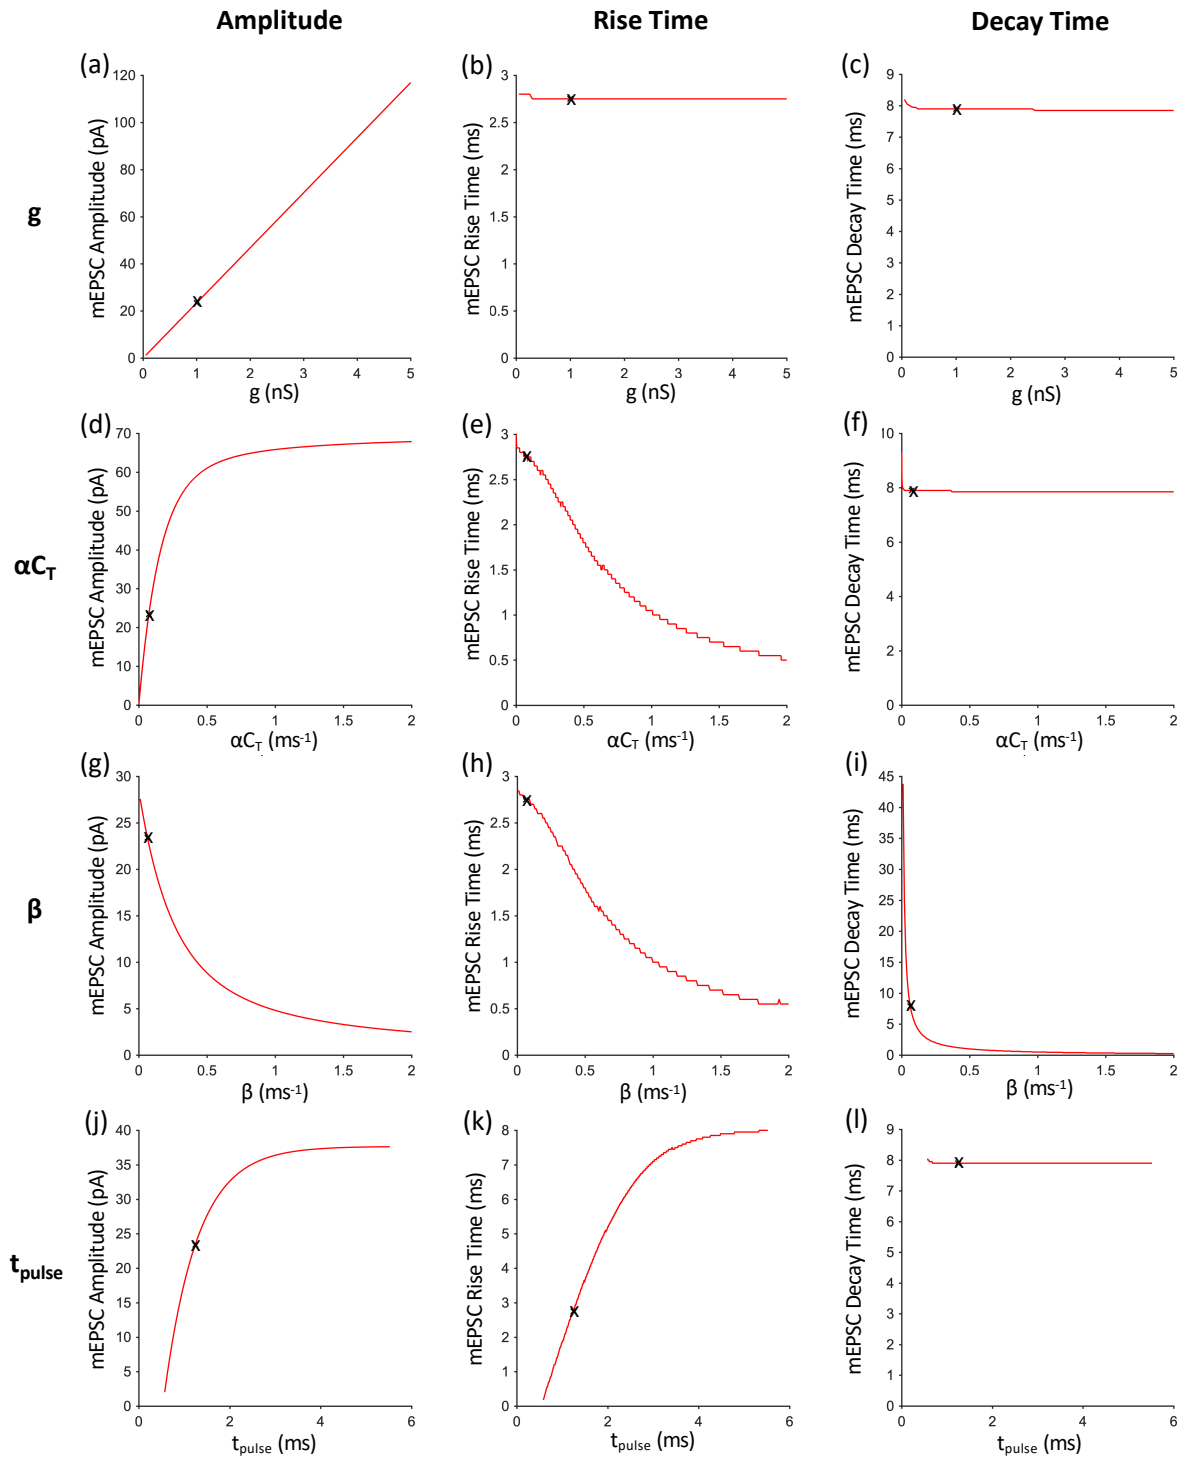 Amplitude
Rise Time
Decay Time
g
(a)
mEPSC Amplitude (pA)
120
100
80
60
40
20
0
0 1 2 3 4 5
g (nS)
(b)
mEPSC Rise Time (ms)
3
2.5
2
1.5
1
0.5
0
0 1 2 3 4 5
g (nS)
(c)
mEPSC Decay Time (ms)
9
8
7
6
5
4
3
2
1
0
0 1 2 3 4 5
g (nS)
αC_T
(d)
mEPSC Amplitude (pA)
70
60
50
40
30
20
10
0
0 0.5 1 1.5 2
αC_T (ms⁻¹)
(e)
mEPSC Rise Time (ms)
3
2.5
2
1.5
1
0.5
0
0 0.5 1 1.5 2
αC_T (ms⁻¹)
(f)
mEPSC Decay Time (ms)
10
8
6
4
2
0
0 0.5 1 1.5 2
αC_T (ms⁻¹)
β
(g)
mEPSC Amplitude (pA)
30
25
20
15
10
5
0
0 0.5 1 1.5 2
β (ms⁻¹)
(h)
mEPSC Rise Time (ms)
3
2.5
2
1.5
1
0.5
0
0 0.5 1 1.5 2
β (ms⁻¹)
(i)
mEPSC Decay Time (ms)
45
40
35
30
25
20
15
10
5
0
0 0.5 1 1.5 2
β (ms⁻¹)
t_pulse
(j)
mEPSC Amplitude (pA)
40
35
30
25
20
15
10
5
0
0 2 4 6
t_pulse (ms)
(k)
mEPSC Rise Time (ms)
8
7
6
5
4
3
2
1
0
0 2 4 6
t_pulse (ms)
(l)
mEPSC Decay Time (ms)
9
8
7
6
5
4
3
2
1
0
0 2 4 6
t_pulse (ms)